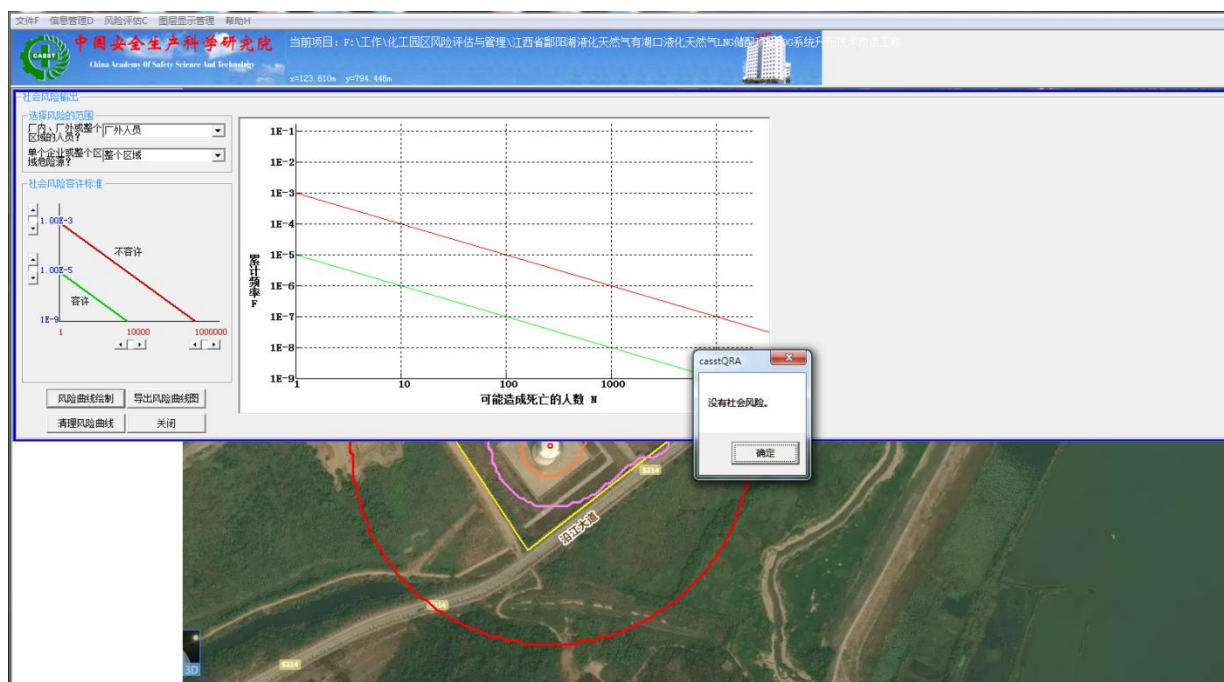 文件F 信息管理D 风险评估C 图层显示管理 帮助H
CASST
中国安全生产科学研究院
China Academy Of Safety Science And Technology
当前项目：F:\工作\化工园区风险评估与管理\江西省鄱阳湖液化天然气有湖口液化天然气LNG储配
x=123.610m y=794.446m
社会风险输出
选择风险的范围
厂内、厂外或整个区域的人员?
厂外人员
单个企业或整个区域危险源?
整个区域
社会风险容许标准
1.00E-3
1.00E-5
不容许
容许
1E-9
1
10000
1000000
风险曲线绘制
导出风险曲线图
清理风险曲线
关闭
1E-1
1E-2
1E-3
1E-4
1E-5
1E-6
1E-7
1E-8
1E-9
累计频率F
1
10
100
1000
可能造成死亡的人数 N
casstQRA
没有社会风险。
确定
S214
沿江大道
S214
S214
3D